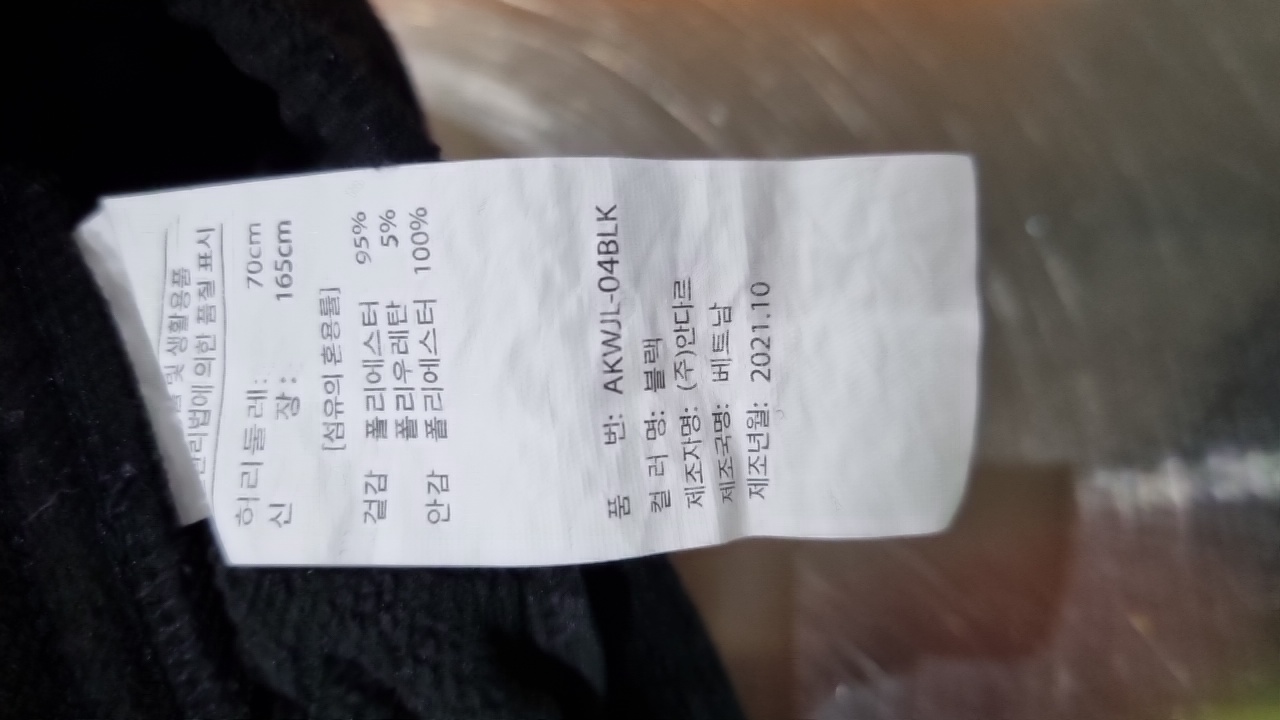 및 생활용품
관리법에 의한 품질 표시
허리둘레: 70cm
신 장: 165cm
[섬유의 혼용률]
겉감 폴리에스터 95%
폴리우레탄 5%
안감 폴리에스터 100%
품 번: AKWJL-04BLK
컬 러 명: 블랙
제조자명: (주)안다르
제조국명: 베트남
제조년월: 2021.10